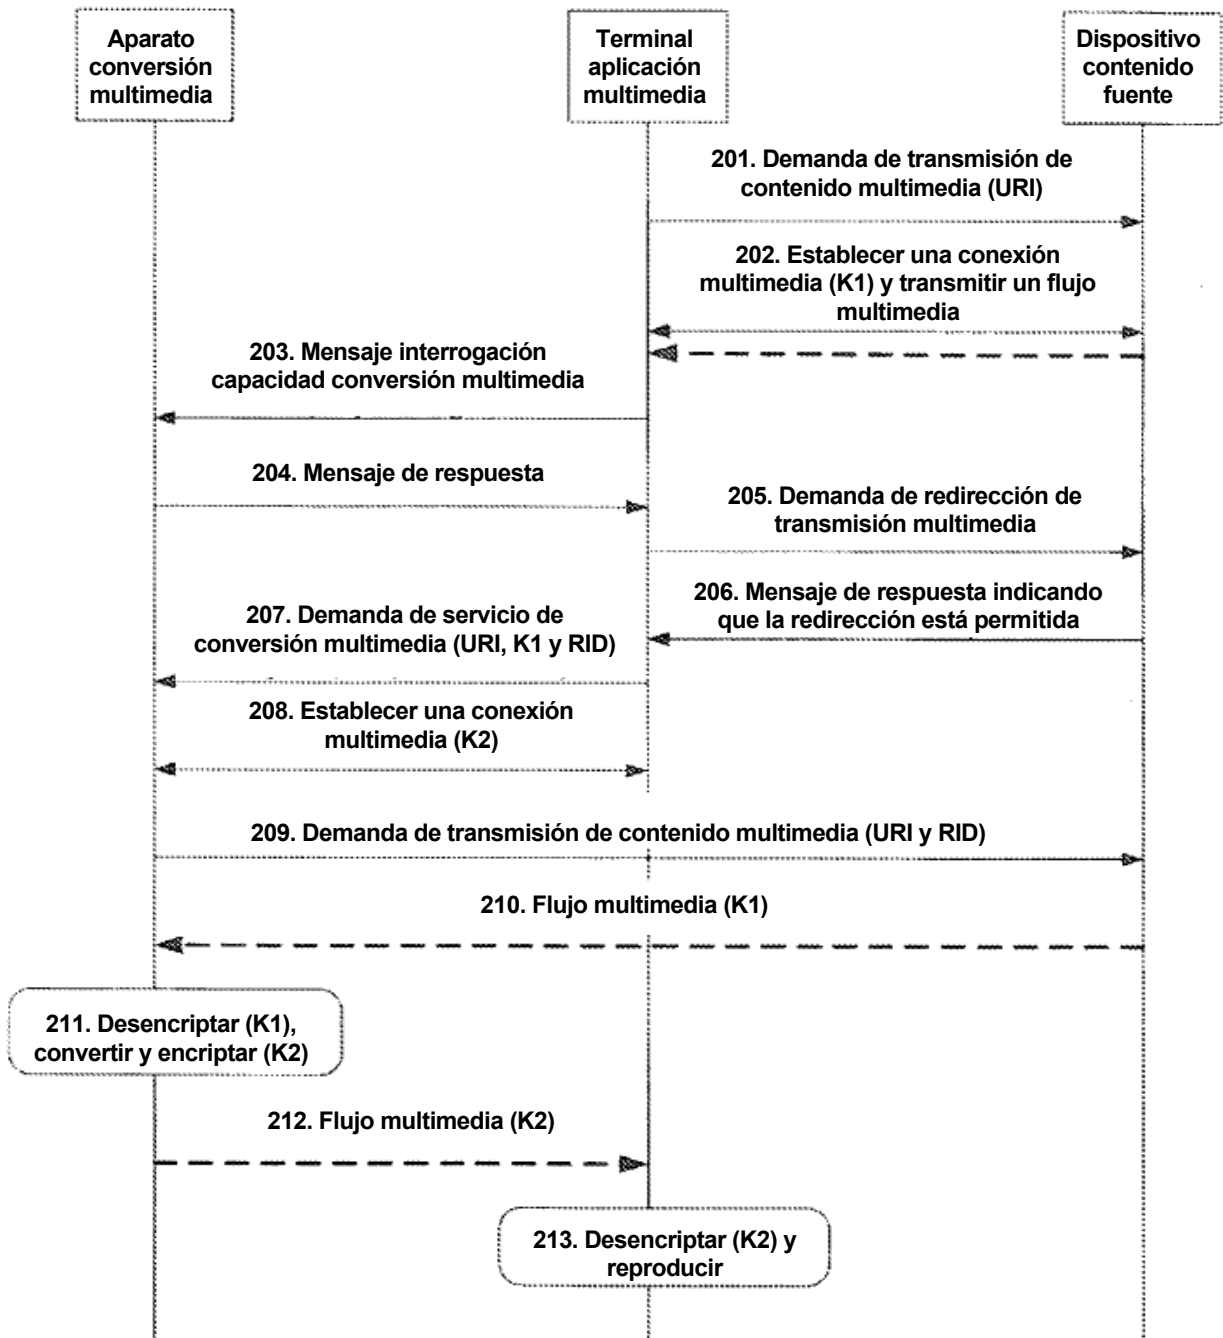 Aparato
conversión
multimedia
Terminal
aplicación
multimedia
Dispositivo
contenido
fuente
201. Demanda de transmisión de
contenido multimedia (URI)
202. Establecer una conexión
multimedia (K1) y transmitir un flujo
multimedia
203. Mensaje interrogación
capacidad conversión multimedia
204. Mensaje de respuesta
205. Demanda de redirección de
transmisión multimedia
206. Mensaje de respuesta indicando
que la redirección está permitida
207. Demanda de servicio de
conversión multimedia (URI, K1 y RID)
208. Establecer una conexión
multimedia (K2)
209. Demanda de transmisión de contenido multimedia (URI y RID)
210. Flujo multimedia (K1)
211. Desencriptar (K1),
convertir y encriptar (K2)
212. Flujo multimedia (K2)
213. Desencriptar (K2) y
reproducir